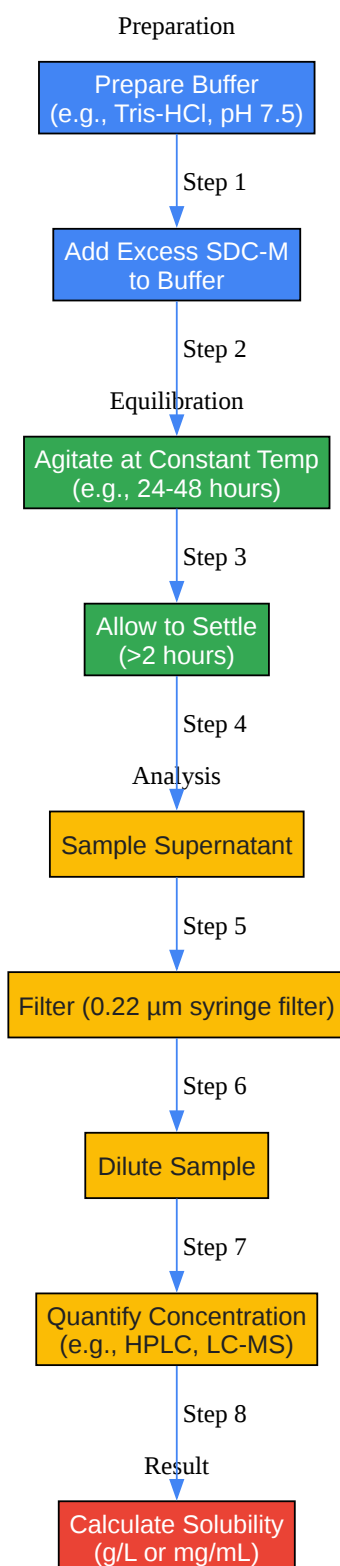 Preparation
Prepare Buffer
(e.g., Tris-HCl, pH 7.5)
Step 1
Add Excess SDC-M
to Buffer
Step 2
Equilibration
Agitate at Constant Temp
(e.g., 24-48 hours)
Step 3
Allow to Settle
(>2 hours)
Step 4
Analysis
Sample Supernatant
Step 5
Filter (0.22 µm syringe filter)
Step 6
Dilute Sample
Step 7
Quantify Concentration
(e.g., HPLC, LC-MS)
Step 8
Result
Calculate Solubility
(g/L or mg/mL)